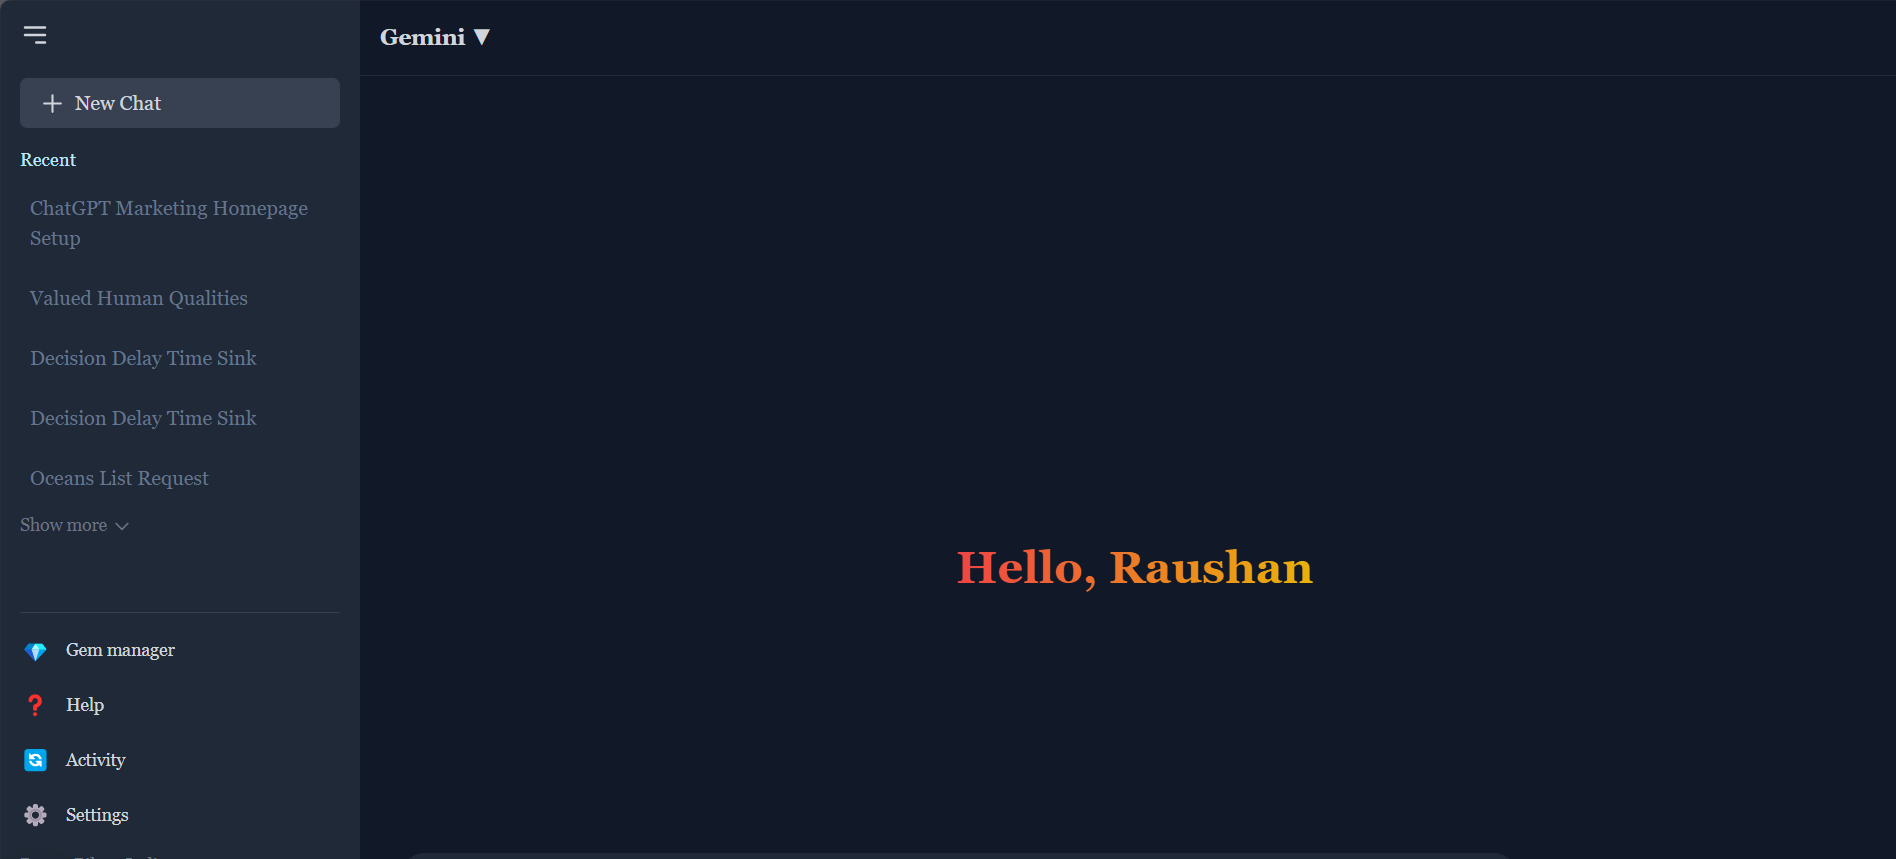 Gemini ▼
New Chat
Recent
ChatGPT Marketing Homepage
Setup
Valued Human Qualities
Decision Delay Time Sink
Decision Delay Time Sink
Oceans List Request
Show more
Hello, Raushan
Gem manager
Help
Activity
Settings